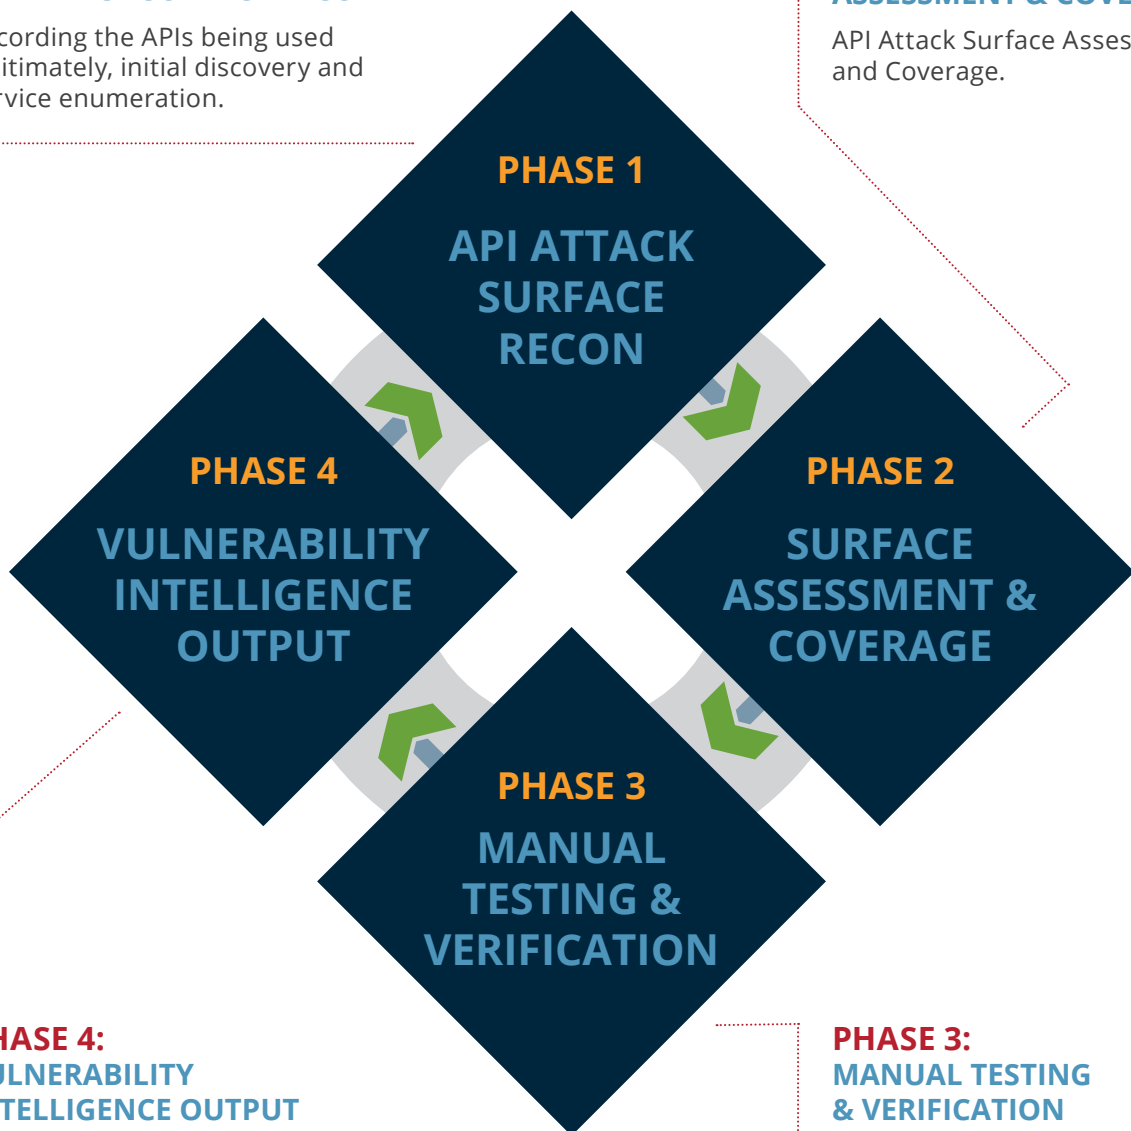 cording the APIs being used
itimately, initial discovery and
rvice enumeration.
API Attack Surface Asses
and Coverage.
PHASE 1
API ATTACK
SURFACE
RECON
PHASE 4
VULNERABILITY
INTELLIGENCE
OUTPUT
PHASE 2
SURFACE
ASSESSMENT &
COVERAGE
PHASE 3
MANUAL
TESTING &
VERIFICATION
HASE 4:
ULNERABILITY
TELLIGENCE OUTPUT
PHASE 3:
MANUAL TESTING
& VERIFICATION